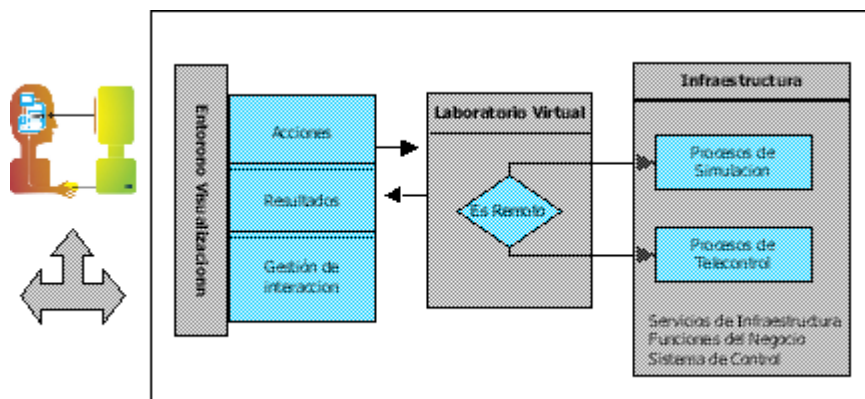 Entorono Visualizacionn
Acciones
Resultados
Gestión de
interaccion
Laboratorio Virtual
Es Remoto
Infraestructura
Procesos de
Simulacion
Procesos de
Telecontrol
Servicios de Infraestructura
Funciones del Negocio
Sistema de Control